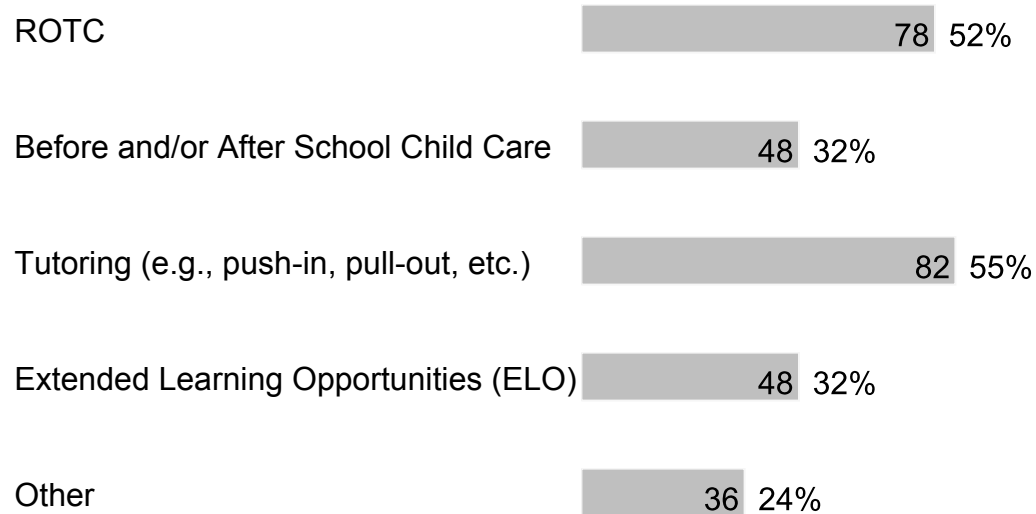 ROTC 78 52%
Before and/or After School Child Care 48 32%
Tutoring (e.g., push-in, pull-out, etc.) 82 55%
Extended Learning Opportunities (ELO) 48 32%
Other 36 24%